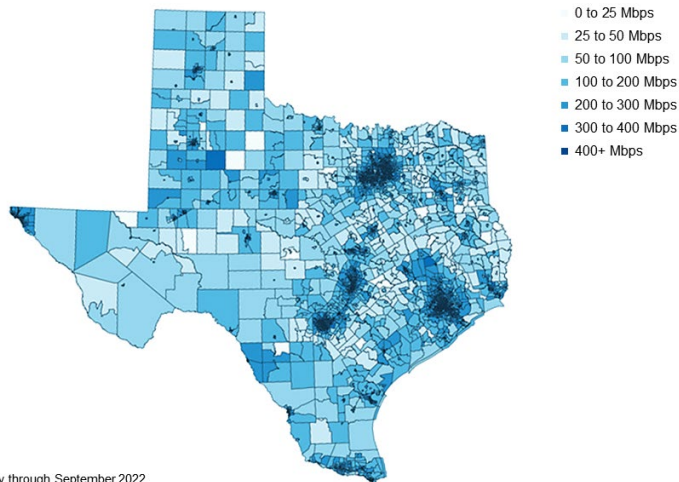 0 to 25 Mbps
25 to 50 Mbps
50 to 100 Mbps
100 to 200 Mbps
200 to 300 Mbps
300 to 400 Mbps
400+ Mbps
through September 2022